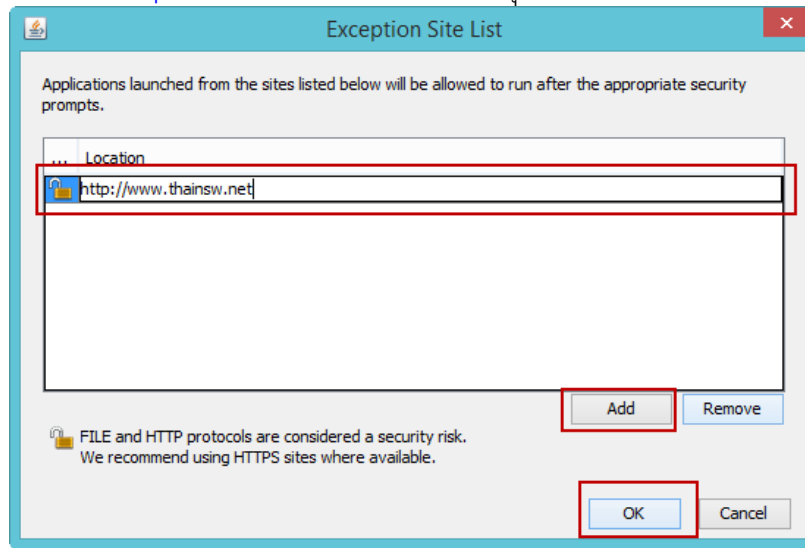 Exception Site List
Applications launched from the sites listed below will be allowed to run after the appropriate security
prompts.
... Location
http://www.thainsw.net
Add Remove
FILE and HTTP protocols are considered a security risk.
We recommend using HTTPS sites where available.
OK Cancel